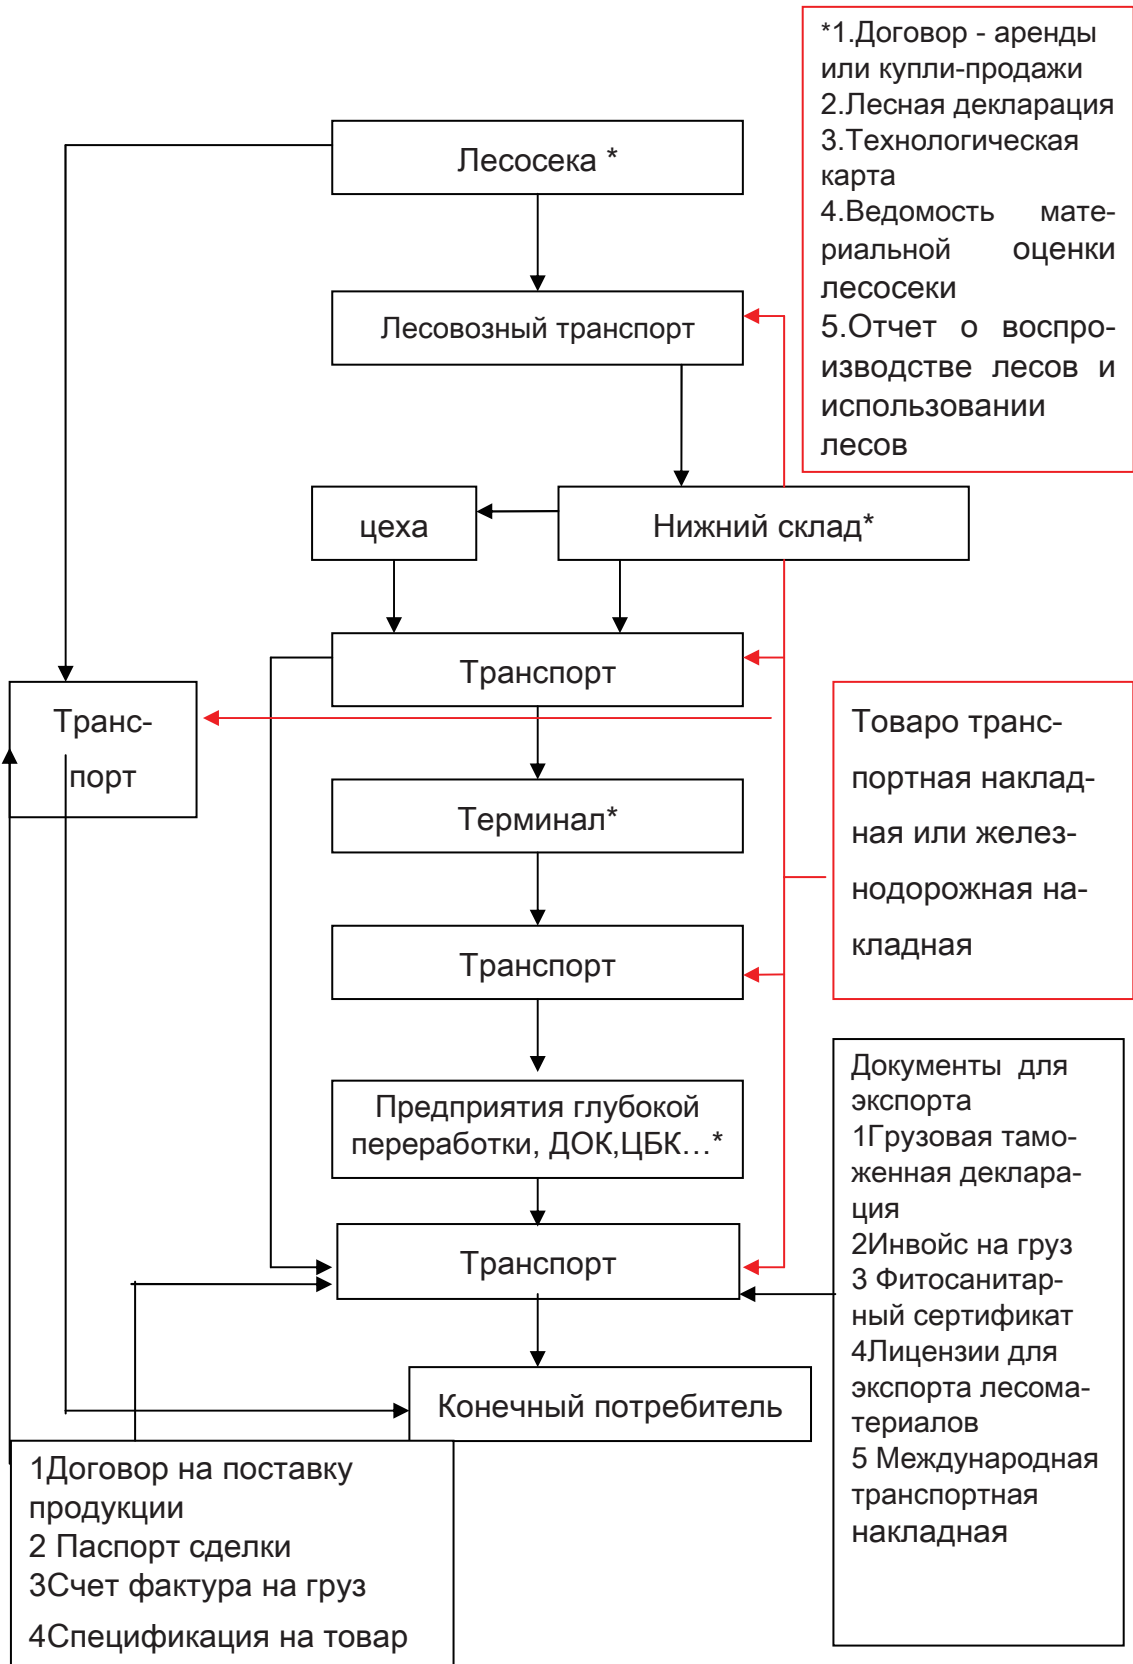 *1.Договор - аренды
или купли-продажи
2.Лесная декларация
3.Технологическая
карта
4.Ведомость мате-
риальной оценки
лесосеки
5.Отчет о воспро-
изводстве лесов и
использовании
лесов
Лесосека *
Лесовозный транспорт
цеха
Нижний склад*
Транспорт
Транс-
порт
Товаро транс-
портная наклад-
ная или желез-
нодорожная на-
кладная
Терминал*
Транспорт
Предприятия глубокой
переработки, ДОК,ЦБК…*
Транспорт
Конечный потребитель
Документы для
экспорта
1Грузовая тамо-
женная деклара-
ция
2Инвойс на груз
3 Фитосанитар-
ный сертификат
4Лицензии для
экспорта лесома-
териалов
5 Международная
транспортная
накладная
1Договор на поставку
продукции
2 Паспорт сделки
3Счет фактура на груз
4Спецификация на товар